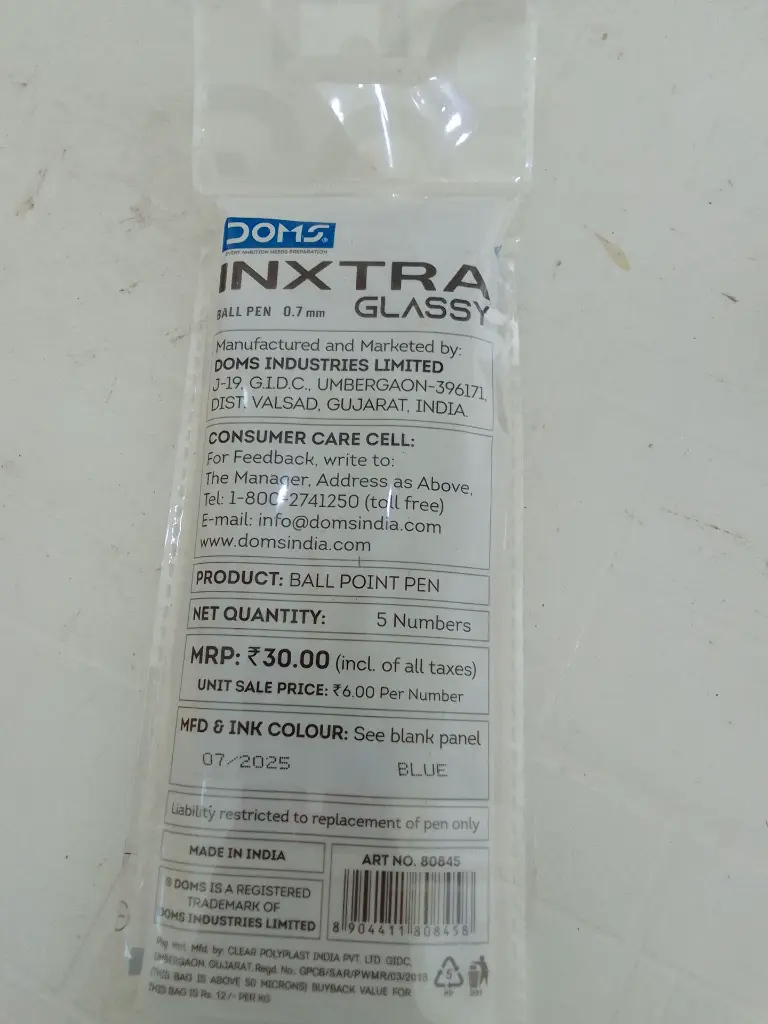 DOMS®
EVERY AMBITION NEEDS PREPARATION
INXTRA
BALL PEN 0.7 mm GLASSY
Manufactured and Marketed by:
DOMS INDUSTRIES LIMITED
J-19, G.I.D.C., UMBERGAON-396171,
DIST. VALSAD, GUJARAT, INDIA.
CONSUMER CARE CELL:
For Feedback, write to:
The Manager, Address as Above,
Tel: 1-800-2741250 (toll free)
E-mail: info@domsindia.com
www.domsindia.com
PRODUCT: BALL POINT PEN
NET QUANTITY: 5 Numbers
MRP: ₹30.00 (incl. of all taxes)
UNIT SALE PRICE: ₹6.00 Per Number
MFD & INK COLOUR: See blank panel
07/2025 BLUE
Liability restricted to replacement of pen only
MADE IN INDIA
® DOMS IS A REGISTERED
TRADEMARK OF
DOMS INDUSTRIES LIMITED
ART NO. 80845
8 904411 808458
Pkg mtrl. Mfd. by: CLEAR POLYPLAST INDIA PVT. LTD. GIDC,
UMBERGAON, GUJARAT. Regd. No.: GPCB/SAR/PWMR/03/2018
(THIS BAG IS ABOVE 50 MICRONS) BUYBACK VALUE FOR
THIS BAG IS Rs. 12/- PER KG
5